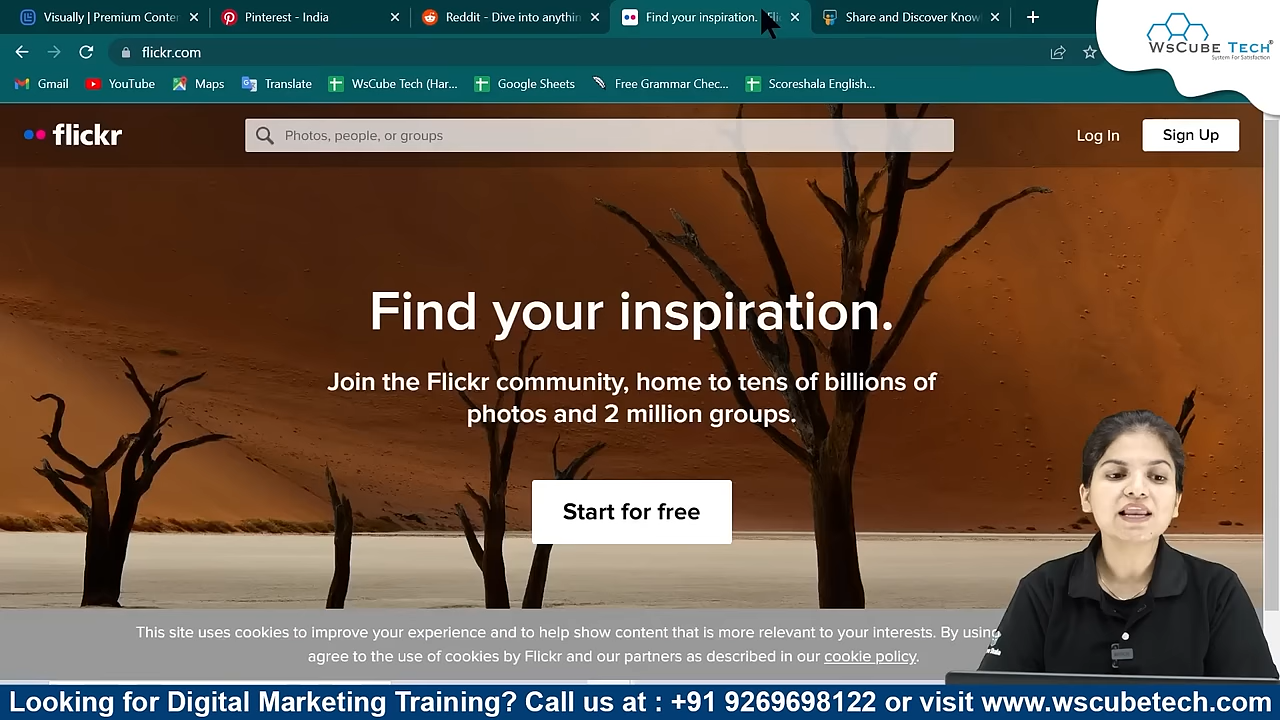 Visually | Premium Conter
Pinterest - India
Reddit - Dive into anythin
Find your inspiration. | Fli
Share and Discover Know
flickr.com
WsCube Tech®
System For Satisfaction
Gmail
YouTube
Maps
Translate
WsCube Tech (Har...
Google Sheets
Free Grammar Chec...
Scoreshala English...
flickr
Photos, people, or groups
Log In
Sign Up
Find your inspiration.
Join the Flickr community, home to tens of billions of
photos and 2 million groups.
Start for free
This site uses cookies to improve your experience and to help show content that is more relevant to your interests. By using
agree to the use of cookies by Flickr and our partners as described in our cookie policy.
Looking for Digital Marketing Training? Call us at : +91 9269698122 or visit www.wscubetech.com